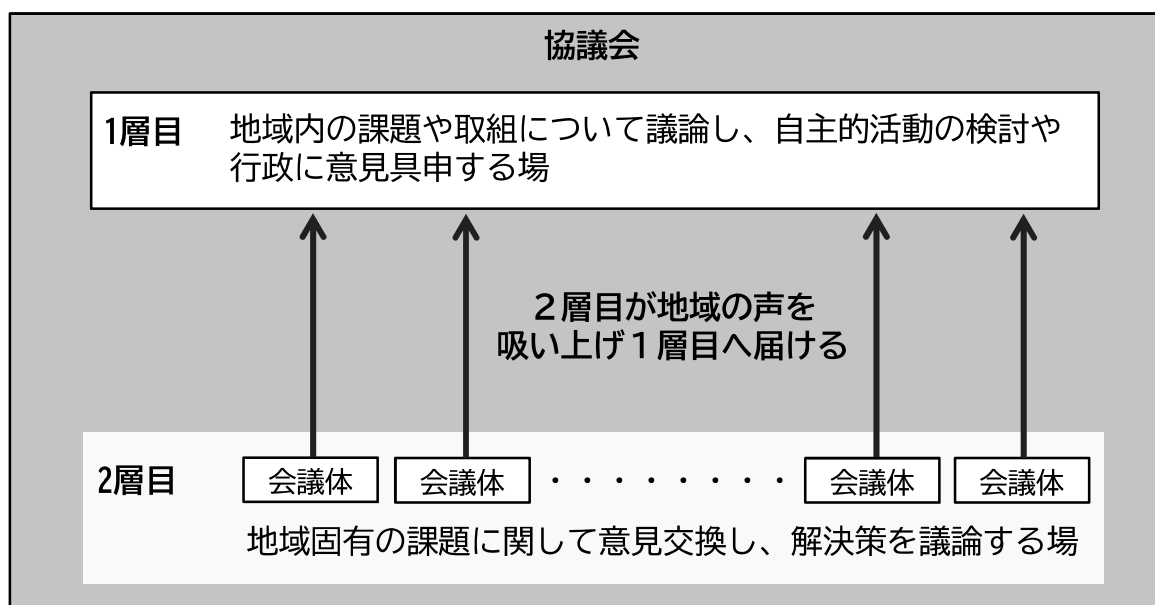 協議会
1層目 地域内の課題や取組について議論し、自主的活動の検討や
行政に意見具申する場
２層目が地域の声を
吸い上げ１層目へ届ける
2層目 会議体 会議体 ・・・・・・・・ 会議体 会議体
地域固有の課題に関して意見交換し、解決策を議論する場